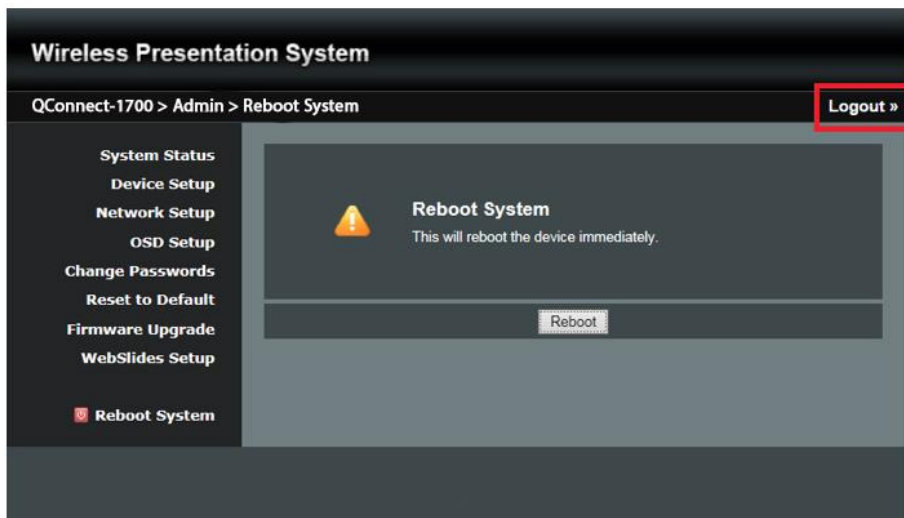 Wireless Presentation System
QConnect-1700 > Admin > Reboot System
Logout »
System Status
Device Setup
Network Setup
OSD Setup
Change Passwords
Reset to Default
Firmware Upgrade
WebSlides Setup
Reboot System
Reboot System
This will reboot the device immediately.
Reboot